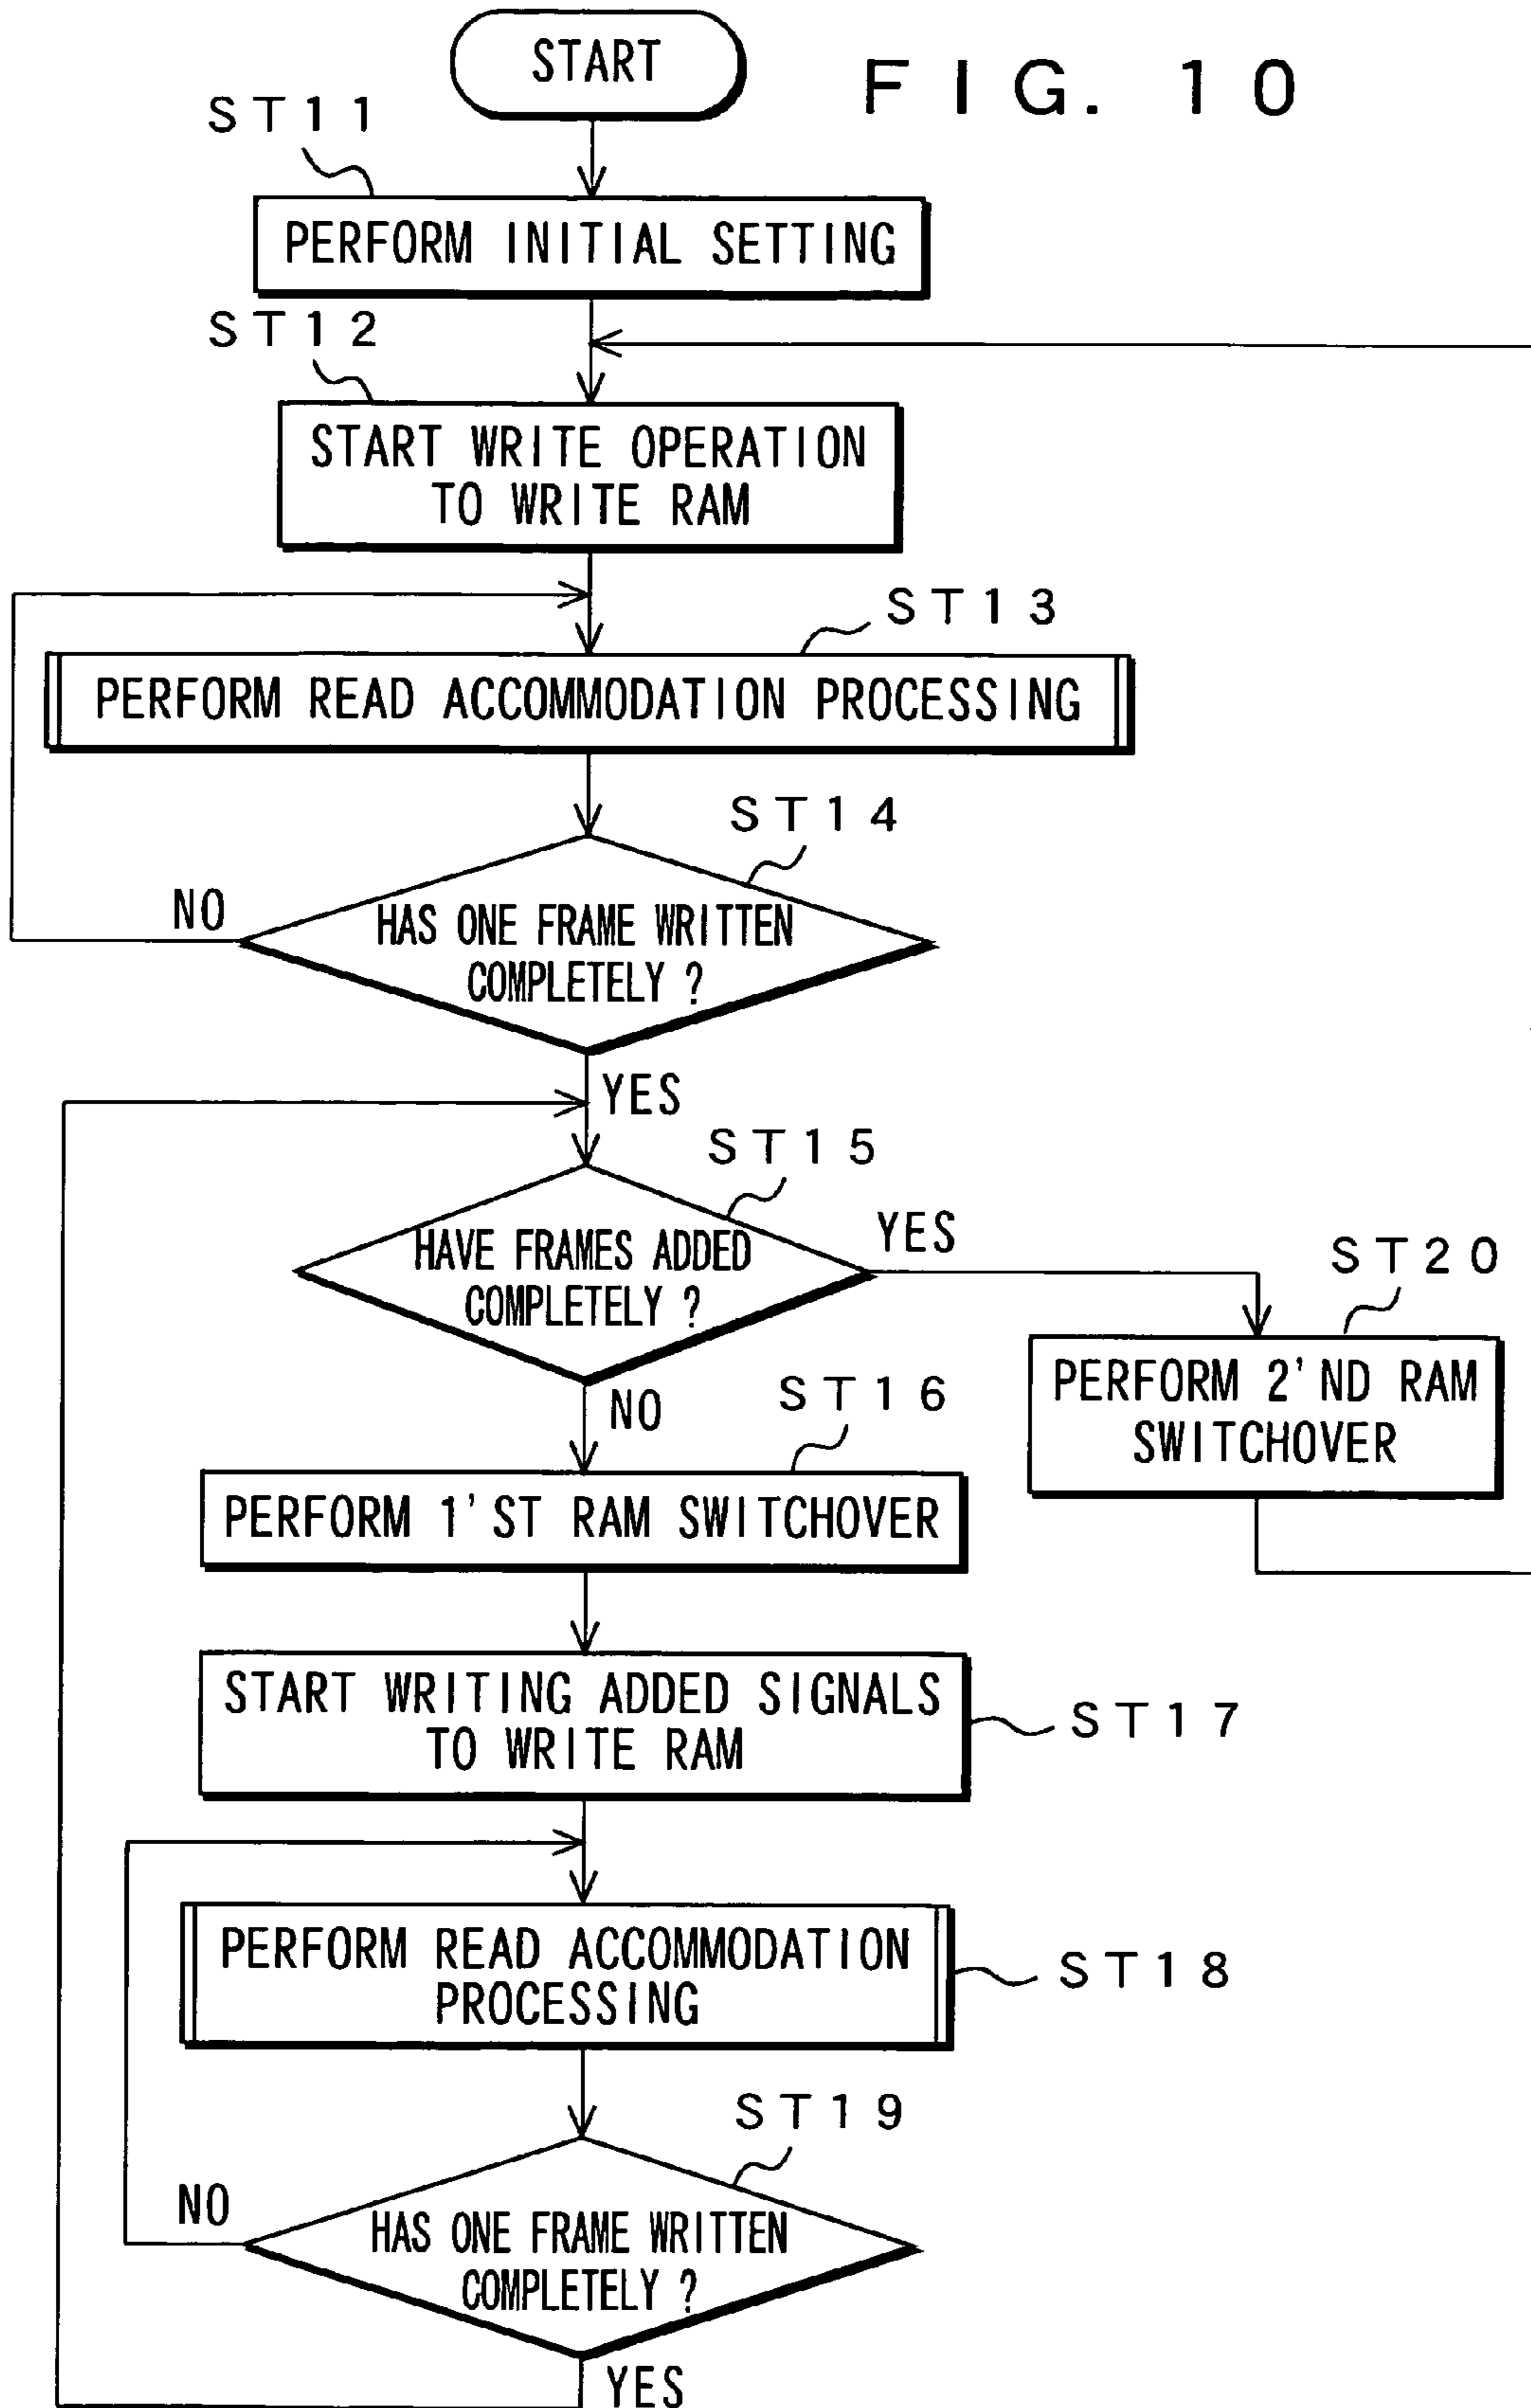 START
FIG. 10
ST11
PERFORM INITIAL SETTING
ST12
START WRITE OPERATION
TO WRITE RAM
ST13
PERFORM READ ACCOMMODATION PROCESSING
ST14
NO
HAS ONE FRAME WRITTEN
COMPLETELY ?
YES
ST15
HAVE FRAMES ADDED
COMPLETELY ?
YES
ST20
PERFORM 2'ND RAM
SWITCHOVER
NO
ST16
PERFORM 1'ST RAM SWITCHOVER
START WRITING ADDED SIGNALS
TO WRITE RAM
ST17
PERFORM READ ACCOMMODATION
PROCESSING
ST18
ST19
NO
HAS ONE FRAME WRITTEN
COMPLETELY ?
YES